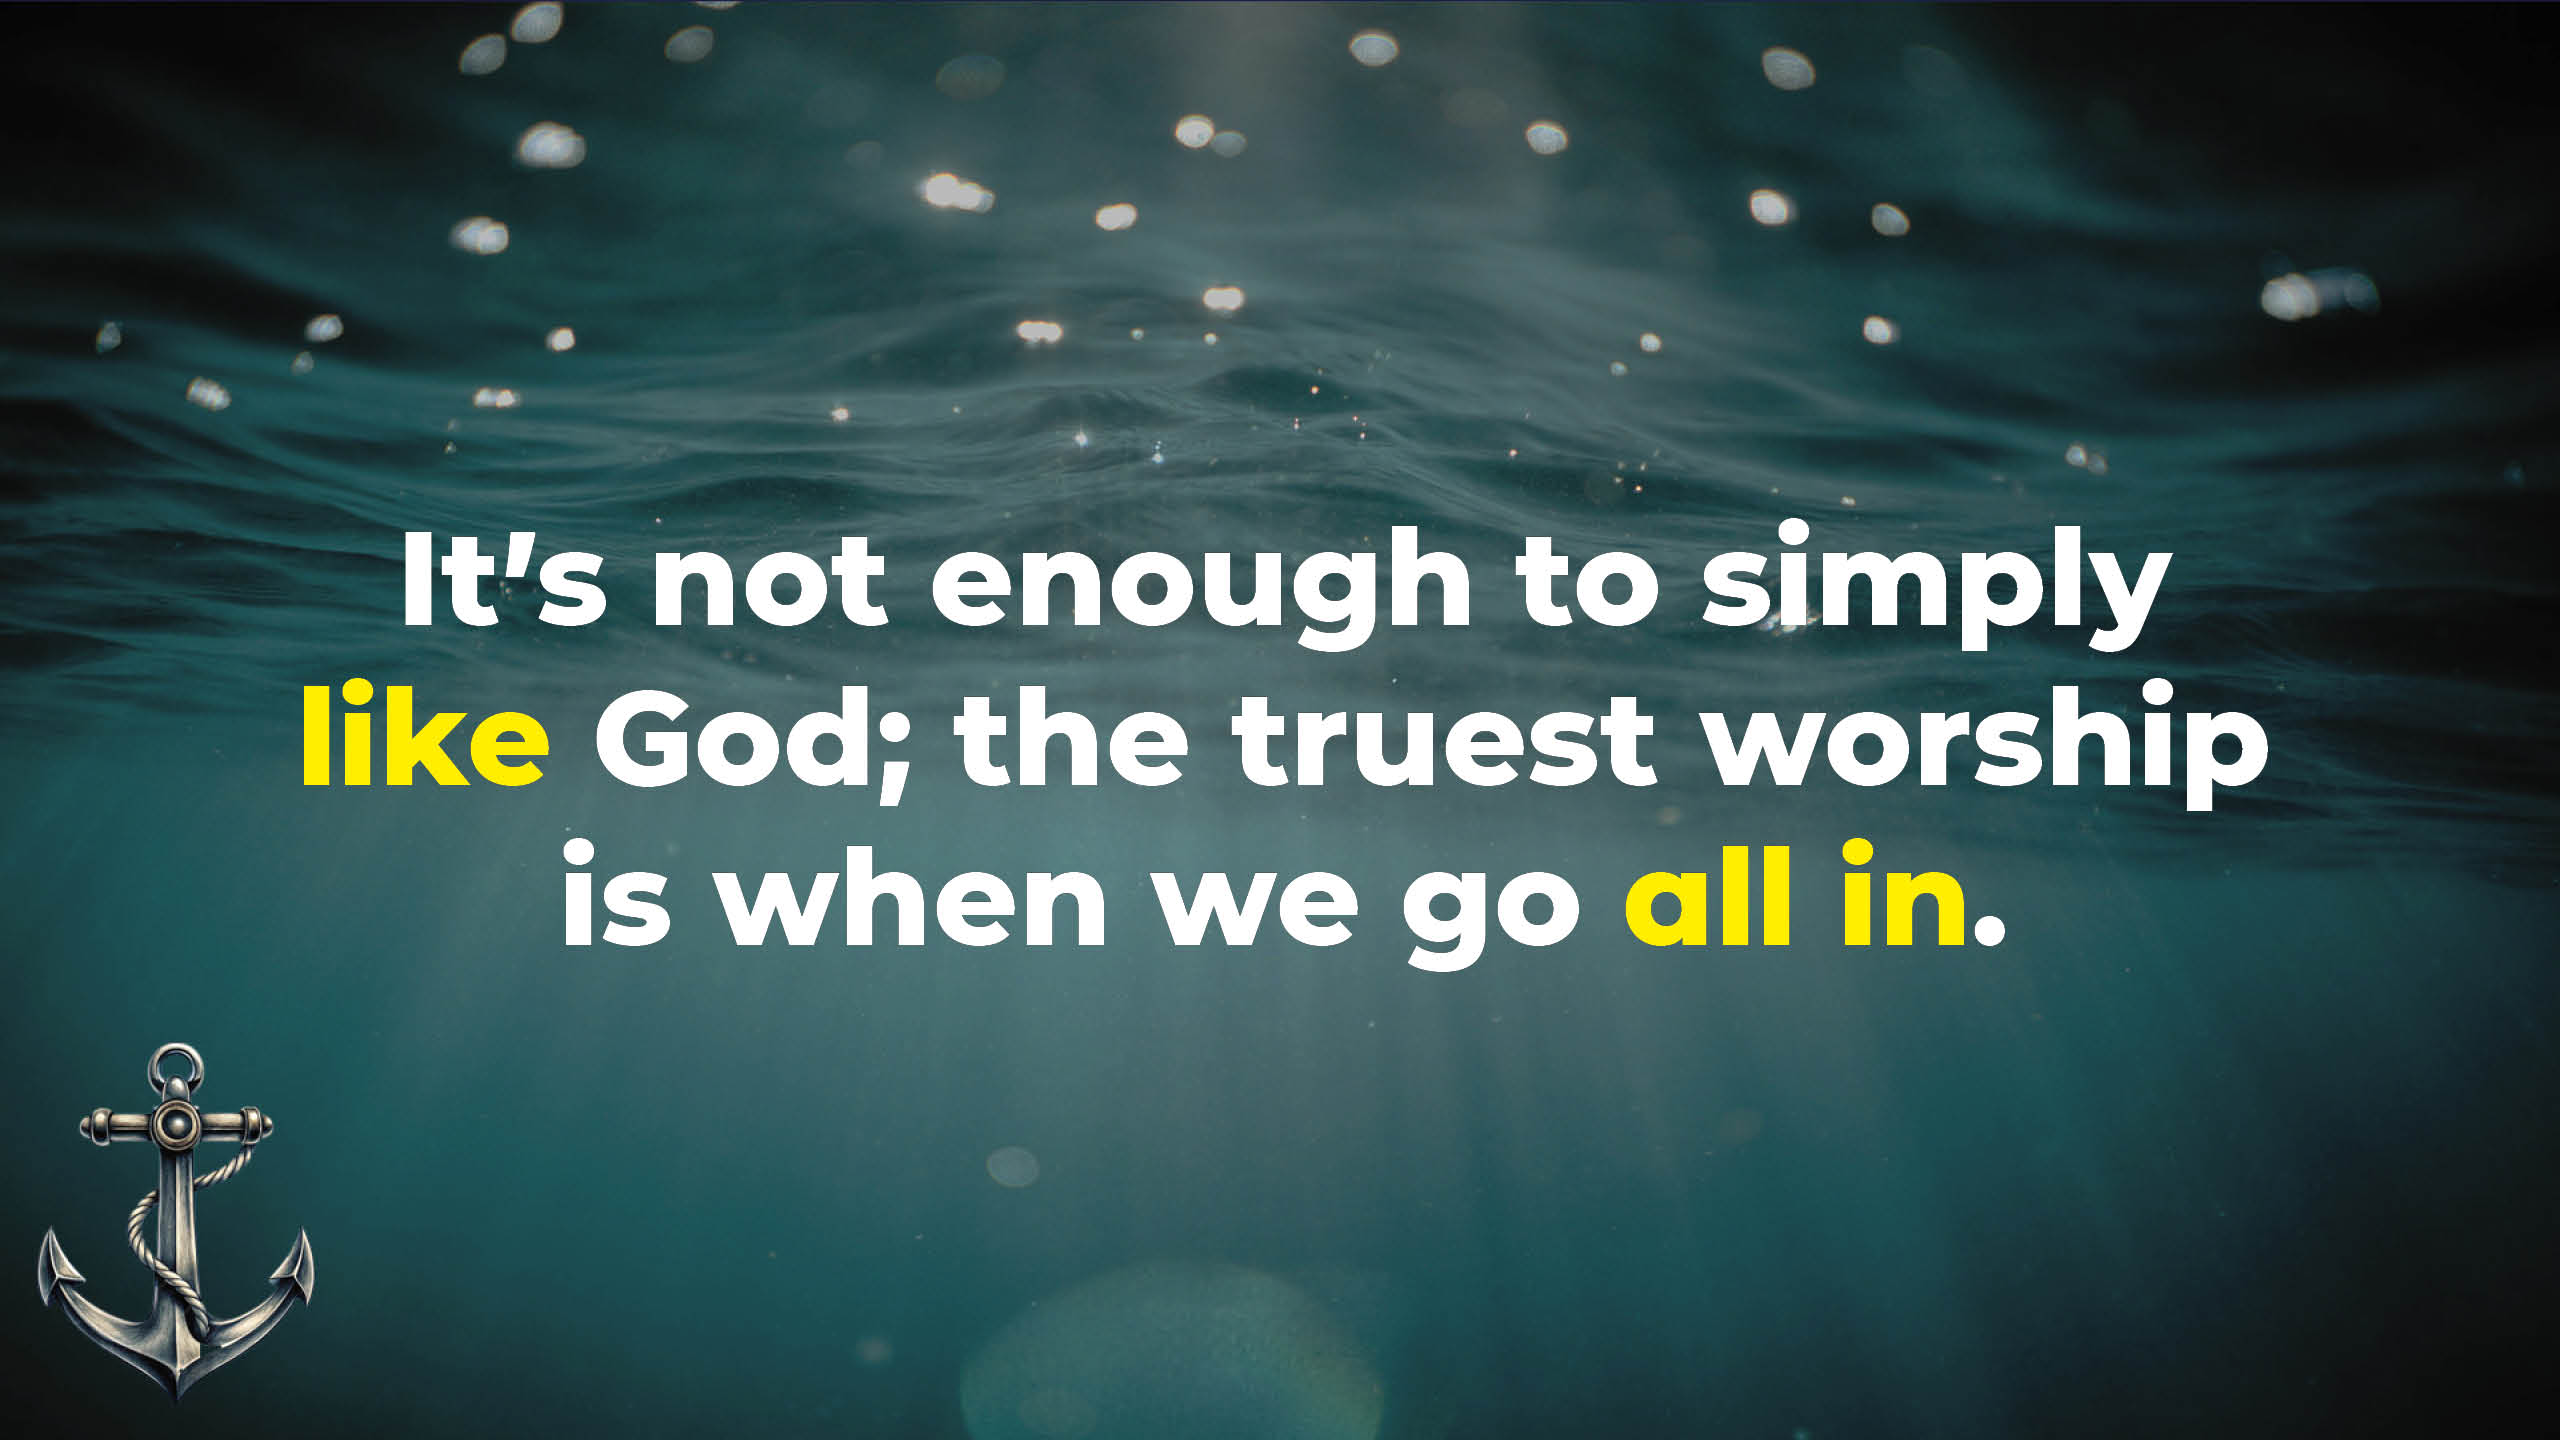 It’s not enough to simply
like God; the truest worship
is when we go all in.